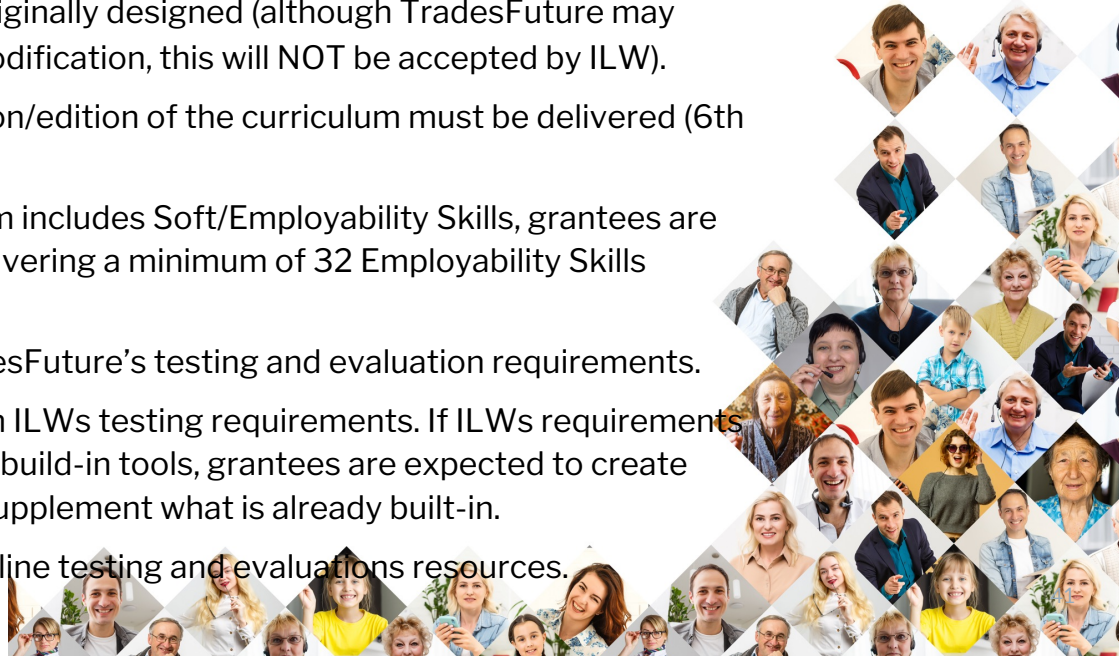 iginally designed (although TradesFuture may
odification, this will NOT be accepted by ILW).
on/edition of the curriculum must be delivered (6th
m includes Soft/Employability Skills, grantees are
vering a minimum of 32 Employability Skills
esFuture’s testing and evaluation requirements.
n ILWs testing requirements. If ILWs requirements
build-in tools, grantees are expected to create
upplement what is already built-in.
line testing and evaluations resources.